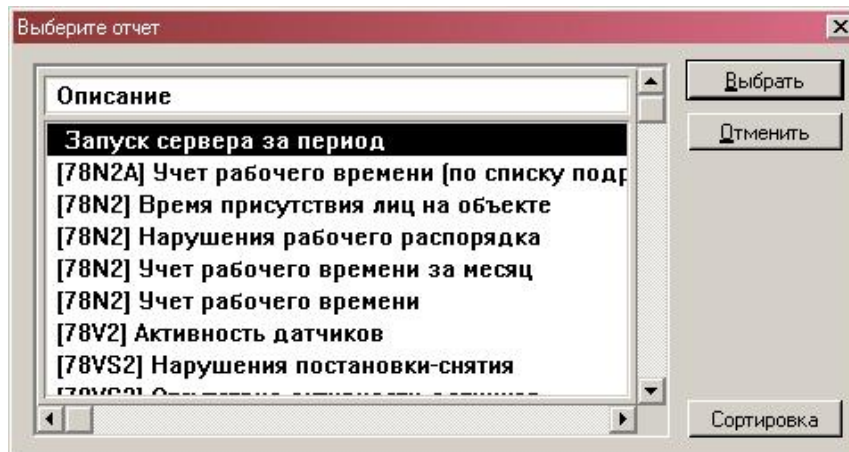 Выберите отчет
Описание
Запуск сервера за период
[78N2A] Учет рабочего времени (по списку подр
[78N2] Время присутствия лиц на объекте
[78N2] Нарушения рабочего распорядка
[78N2] Учет рабочего времени за месяц
[78N2] Учет рабочего времени
[78V2] Активность датчиков
[78VS2] Нарушения постановки-снятия
Выбрать
Отменить
Сортировка